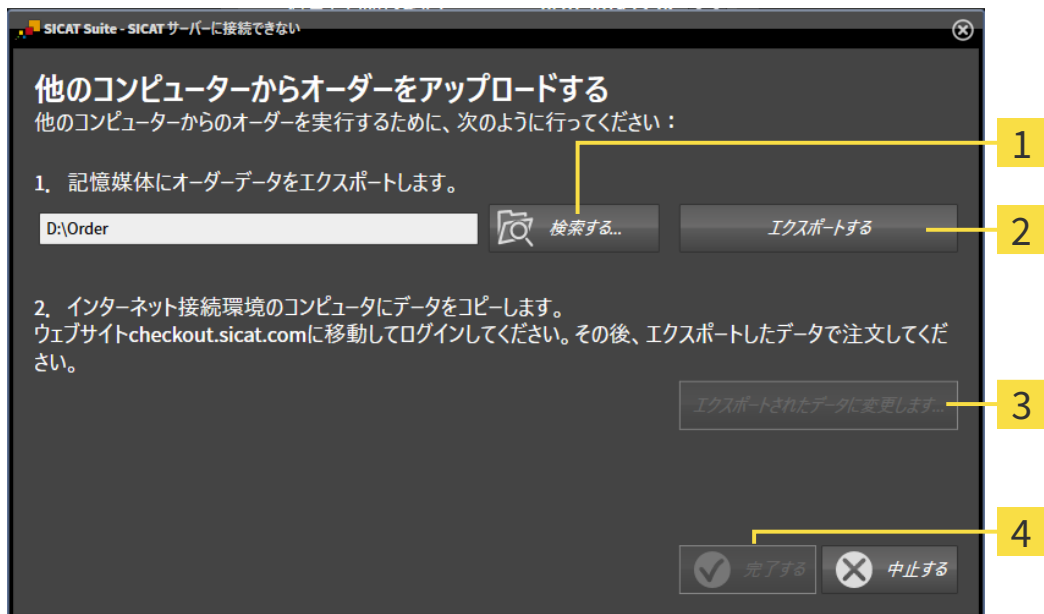 SICAT Suite - SICAT サーバーに接続できない
他のコンピューターからオーダーをアップロードする
他のコンピューターからのオーダーを実行するために、次のように行ってください：
1
1. 記憶媒体にオーダーデータをエクスポートします。
D:\Order
検索する...
エクスポートする
2
2. インターネット接続環境のコンピュータにデータをコピーします。
ウェブサイトcheckout.sicat.comに移動してログインしてください。その後、エクスポートしたデータで注文してくだ
さい。
エクスポートされたデータに変更します...
3
4
完了する
中止する